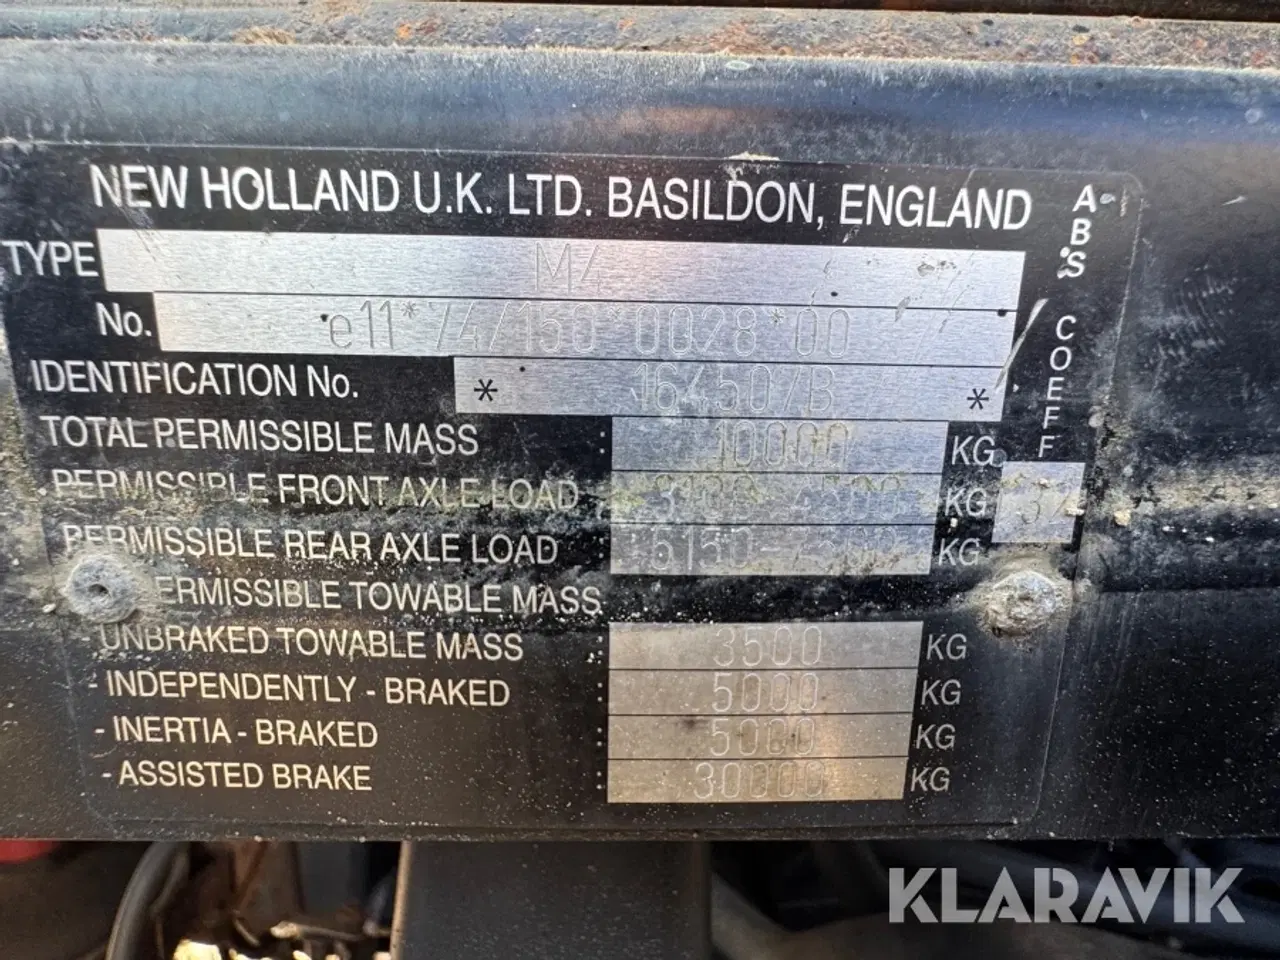 NEW HOLLAND U.K. LTD. BASILDON, ENGLAND
TYPE M4
No. e11*74/150*0028*00
IDENTIFICATION No. * 164507B *
TOTAL PERMISSIBLE MASS : 10000 KG
PERMISSIBLE FRONT AXLE LOAD : KG
PERMISSIBLE REAR AXLE LOAD : KG
PERMISSIBLE TOWABLE MASS
UNBRAKED TOWABLE MASS : 3500 KG
- INDEPENDENTLY - BRAKED : 5000 KG
- INERTIA - BRAKED : 5000 KG
- ASSISTED BRAKE : 30000 KG
ABS COEFF
KLARAVIK